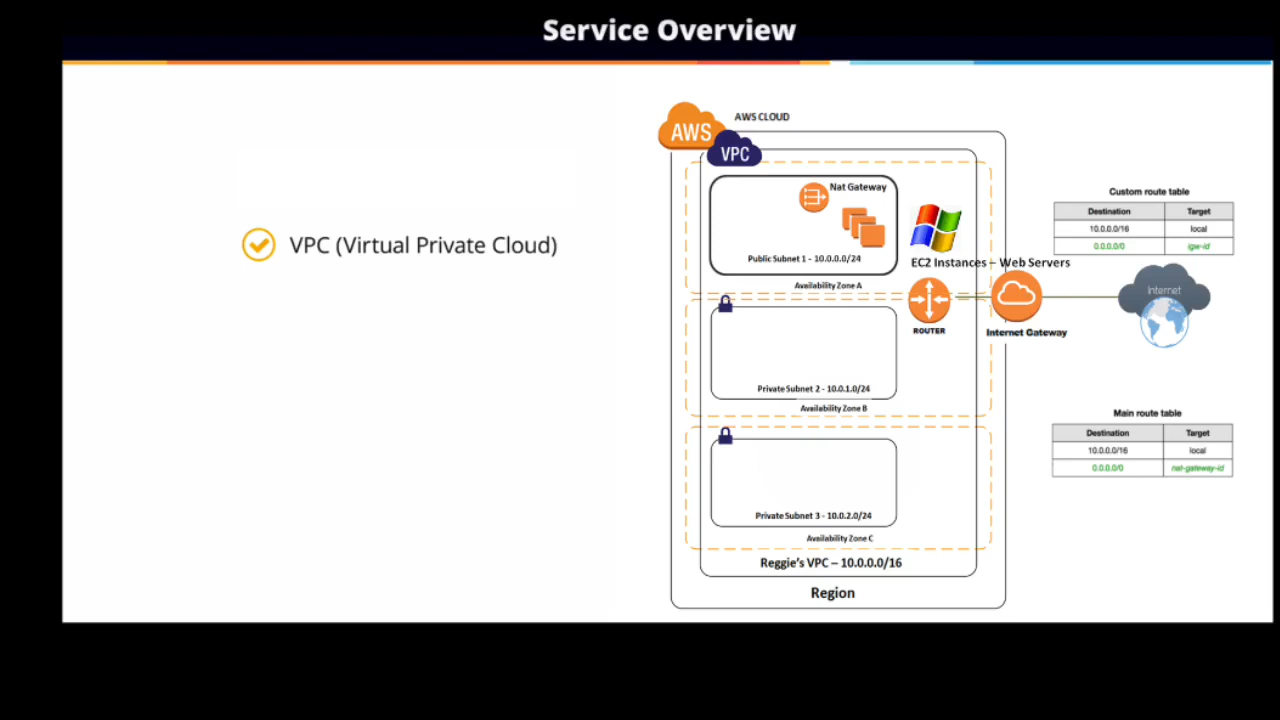 Service Overview
VPC (Virtual Private Cloud)
AWS
AWS CLOUD
VPC
Nat Gateway
Public Subnet 1 - 10.0.0.0/24
Availability Zone A
EC2 Instances – Web Servers
ROUTER
Internet Gateway
Internet
Private Subnet 2 - 10.0.1.0/24
Availability Zone B
Private Subnet 3 - 10.0.2.0/24
Availability Zone C
Reggie's VPC – 10.0.0.0/16
Region
Custom route table
Destination Target
10.0.0.0/16 local
0.0.0.0/0 igw-id
Main route table
Destination Target
10.0.0.0/16 local
0.0.0.0/0 nat-gateway-id